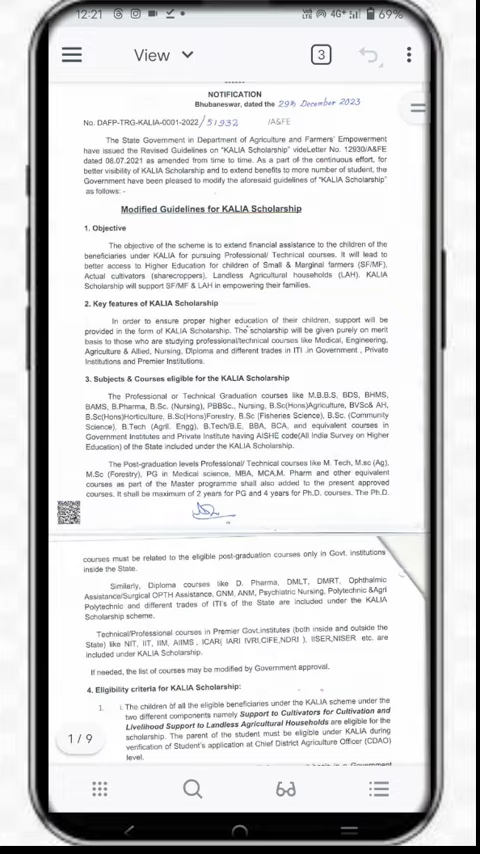 12:21
4G+
69%
View
3
NOTIFICATION
Bhubaneswar, dated the 29th December 2023
No. DAFP-TRG-KALIA-0001-2022/51932 /A&FE
The State Government in Department of Agriculture and Farmers' Empowerment
have issued the Revised Guidelines on "KALIA Scholarship" videLetter No. 12930/A&FE
dated 08.07.2021 as amended from time to time. As a part of the continuous effort, for
better visibility of KALIA Scholarship and to extend benefits to more number of student, the
Government have been pleased to modify the aforesaid guidelines of "KALIA Scholarship"
as follows: -
Modified Guidelines for KALIA Scholarship
1. Objective
The objective of the scheme is to extend financial assistance to the children of the
beneficiaries under KALIA for pursuing Professional/ Technical courses. It will lead to
better access to Higher Education for children of Small & Marginal farmers (SF/MF),
Actual cultivators (sharecroppers), Landless Agricultural households (LAH). KALIA
Scholarship will support SF/MF & LAH in empowering their families.
2. Key features of KALIA Scholarship
In order to ensure proper higher education of their children, support will be
provided in the form of KALIA Scholarship. The scholarship will be given purely on merit
basis to those who are studying professional/technical courses like Medical, Engineering,
Agriculture & Allied, Nursing, Diploma and different trades in ITI in Government , Private
Institutions and Premier Institutions.
3. Subjects & Courses eligible for the KALIA Scholarship
The Professional or Technical Graduation courses like M.B.B.S, BDS, BHMS,
BAMS, B.Pharma, B.Sc. (Nursing), PBBSc., Nursing, B.Sc(Hons)Agriculture, BVSc& AH,
B.Sc(Hons)Horticulture, B.Sc(Hons)Forestry, B.Sc (Fisheries Science), B.Sc. (Community
Science), B.Tech (Agril. Engg), B.Tech/B.E, BBA, BCA, and equivalent courses in
Government Institutes and Private Institute having AISHE code(All India Survey on Higher
Education) of the State included under the KALIA Scholarship.
The Post-graduation levels Professional/ Technical courses like M. Tech, M.sc (Ag),
M.Sc (Forestry), PG in Medical science, MBA, MCA,M. Pharm and other equivalent
courses as part of the Master programme shall also added to the present approved
courses. It shall be maximum of 2 years for PG and 4 years for Ph.D. courses. The Ph.D.
courses must be related to the eligible post-graduation courses only in Govt. institutions
inside the State.
Similarly, Diploma courses like D. Pharma, DMLT, DMRT, Ophthalmic
Assistance/Surgical OPTH Assistance, GNM, ANM, Psychiatric Nursing, Polytechnic &Agri
Polytechnic and different trades of ITI's of the State are included under the KALIA
Scholarship scheme.
Technical/Professional courses in Premier Govt.institutes (both inside and outside the
State) like NIT, IIT, IIM, AIIMS , ICAR( IARI IVRI,CIFE,NDRI ), IISER,NISER etc. are
included under KALIA Scholarship.
If needed, the list of courses may be modified by Government approval.
4. Eligibility criteria for KALIA Scholarship:
1. i. The children of all the eligible beneficiaries under the KALIA scheme under the
two different components namely Support to Cultivators for Cultivation and
Livelihood Support to Landless Agricultural Households are eligible for the
scholarship. The parent of the student must be eligible under KALIA during
verification of Student's application at Chief District Agriculture Officer (CDAO)
level.
1 / 9